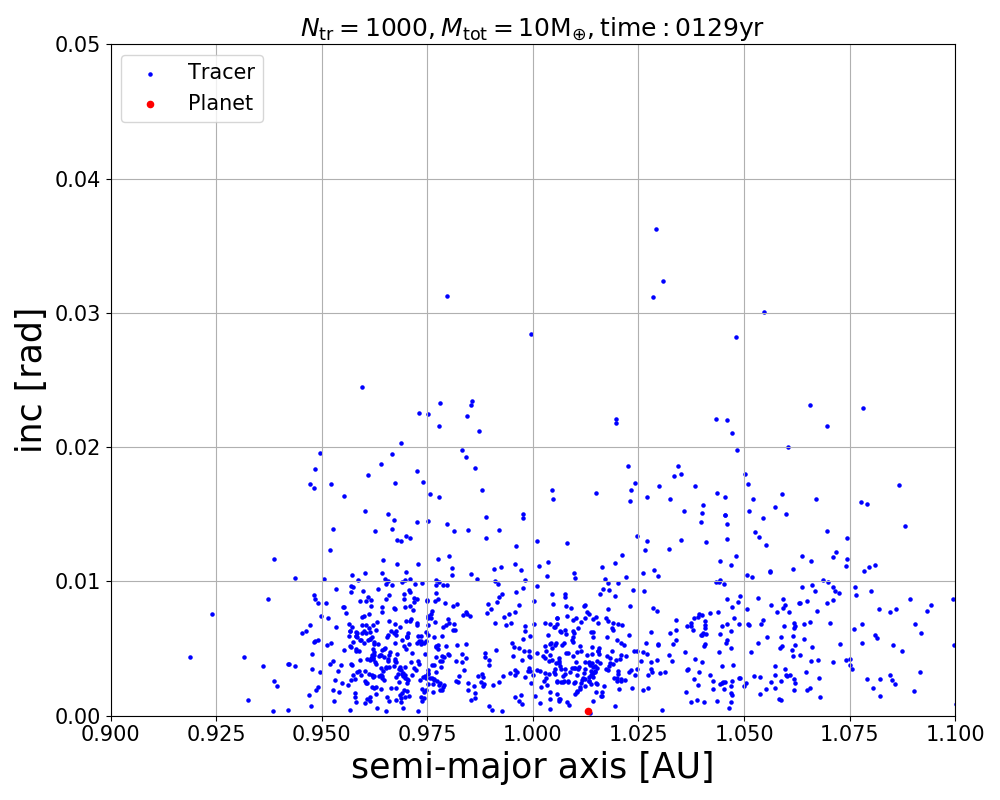 N_tr = 1000, M_tot = 10M_⊕, time : 0129yr
Tracer
Planet
inc [rad]
0.05
0.04
0.03
0.02
0.01
0.00
0.900 0.925 0.950 0.975 1.000 1.025 1.050 1.075 1.100
semi-major axis [AU]